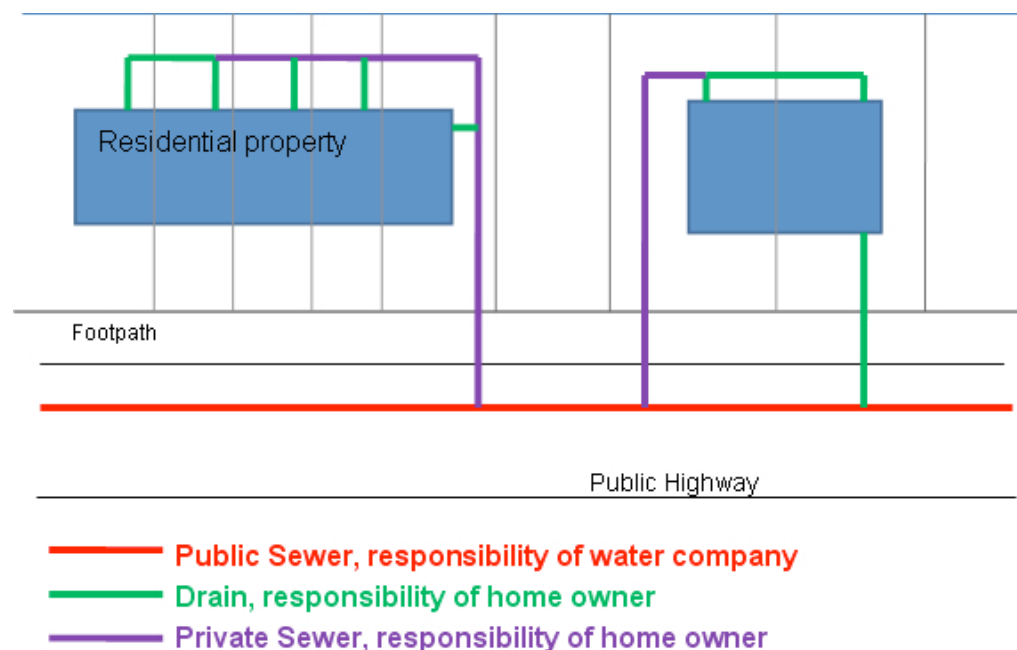 Residential property
Footpath
Public Highway
Public Sewer, responsibility of water company
Drain, responsibility of home owner
Private Sewer, responsibility of home owner